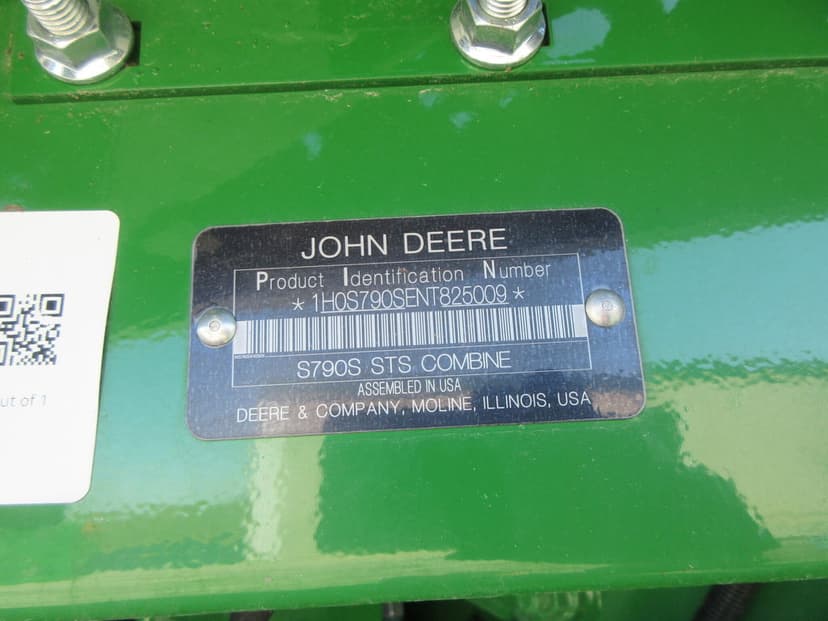 JOHN DEERE
Product Identification Number
*1H0S790SENT825009*
S790S STS COMBINE
ASSEMBLED IN USA
DEERE & COMPANY, MOLINE, ILLINOIS, USA
out of 1